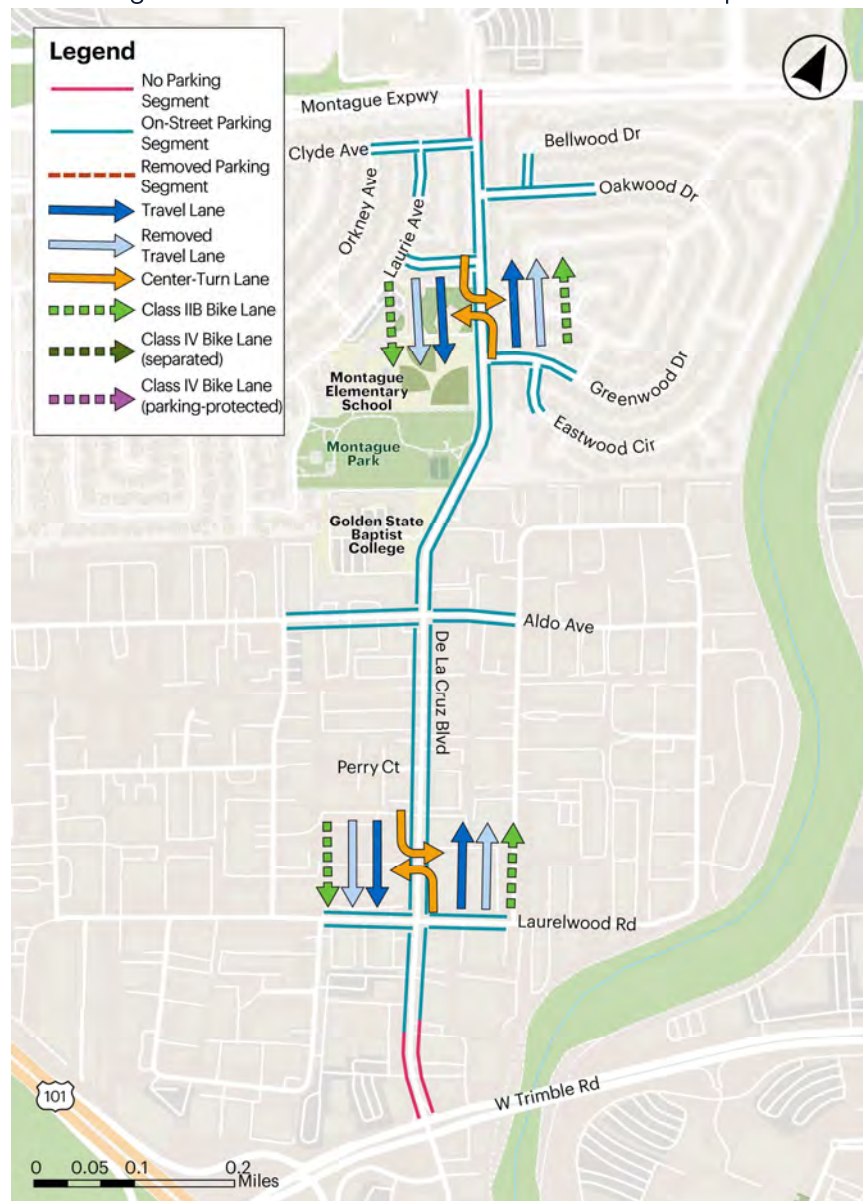 Legend
No Parking
Segment
On-Street Parking
Segment
Removed Parking
Segment
Travel Lane
Removed
Travel Lane
Center-Turn Lane
Class IIB Bike Lane
Class IV Bike Lane
(separated)
Class IV Bike Lane
(parking-protected)
Montague Expwy
Clyde Ave
Bellwood Dr
Oakwood Dr
Orkney Ave
Laurie Ave
Greenwood Dr
Eastwood Cir
Montague
Elementary
School
Montague
Park
Golden State
Baptist
College
Aldo Ave
De La Cruz Blvd
Perry Ct
Laurelwood Rd
W Trimble Rd
101
0 0.05 0.1 0.2
Miles